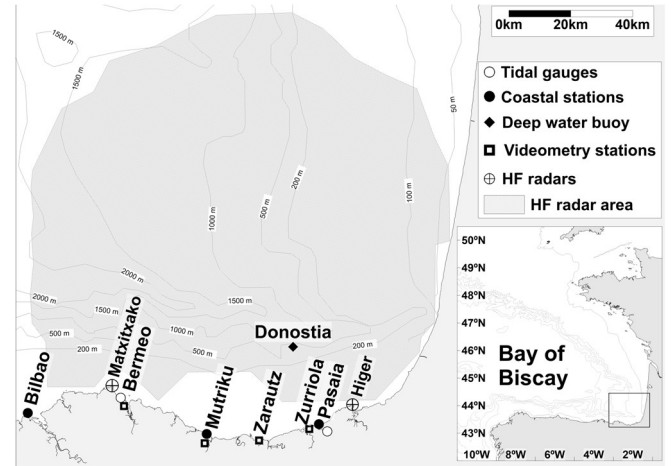 0km 20km 40km
Tidal gauges
Coastal stations
Deep water buoy
Videometry stations
HF radars
HF radar area
1500 m
1500 m
50 m
200 m
100 m
500 m
1000 m
2000 m
2000 m
1500 m
1500 m
1000 m
500 m
500 m
200 m
200 m
Bilbao
Matxitxako
Bermeo
Mutriku
Zarautz
Donostia
Zurriola
Pasaia
Higer
50ºN
49ºN
48ºN
47ºN
46ºN
45ºN
44ºN
43ºN
10ºW 8ºW 6ºW 4ºW 2ºW
Bay of
Biscay